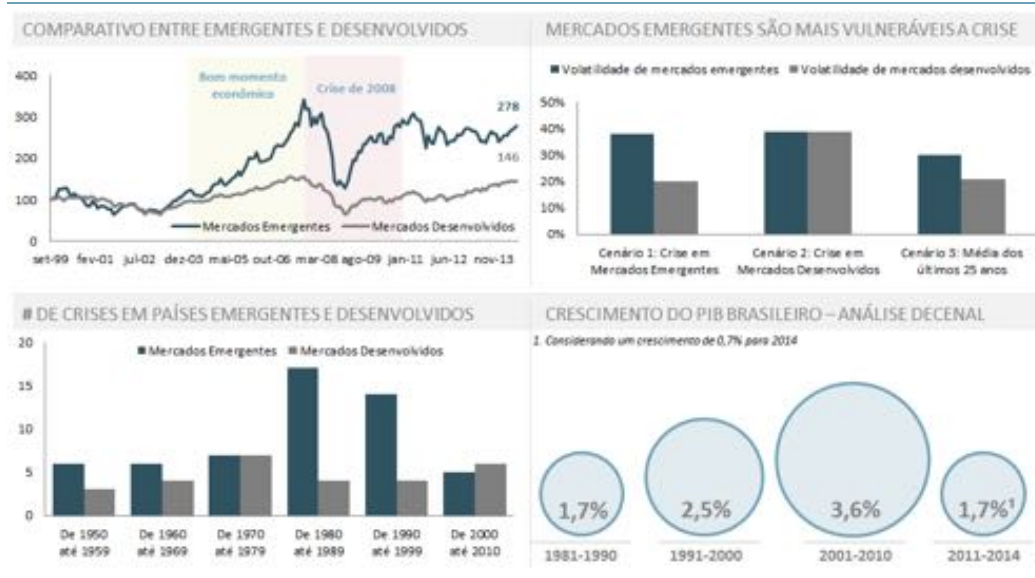 COMPARATIVO ENTRE EMERGENTES E DESENVOLVIDOS
400
300
200
100
0
Bom momento
econômico
Crise de 2008
278
146
Mercados Emergentes
Mercados Desenvolvidos
set-99 fev-01 jul-02 dez-03 mai-05 out-06 mar-08 ago-09 jan-11 jun-12 nov-13
MERCADOS EMERGENTES SÃO MAIS VULNERÁVEIS A CRISE
Volatilidade de mercados emergentes
Volatilidade de mercados desenvolvidos
50%
40%
30%
20%
10%
0%
Cenário 1: Crise em
Mercados Emergentes
Cenário 2: Crise em
Mercados Desenvolvidos
Cenário 3: Média dos
últimos 25 anos
# DE CRISES EM PAÍSES EMERGENTES E DESENVOLVIDOS
20
15
10
5
0
Mercados Emergentes
Mercados Desenvolvidos
De 1950
até 1959
De 1960
até 1969
De 1970
até 1979
De 1980
até 1989
De 1990
até 1999
De 2000
até 2010
CRESCIMENTO DO PIB BRASILEIRO – ANÁLISE DECENAL
1. Considerando um crescimento de 0,7% para 2014
1,7%
2,5%
3,6%
1,7%¹
1981-1990
1991-2000
2001-2010
2011-2014